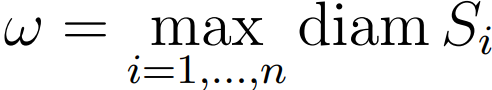 ω = max diam S_i
i=1,...,n